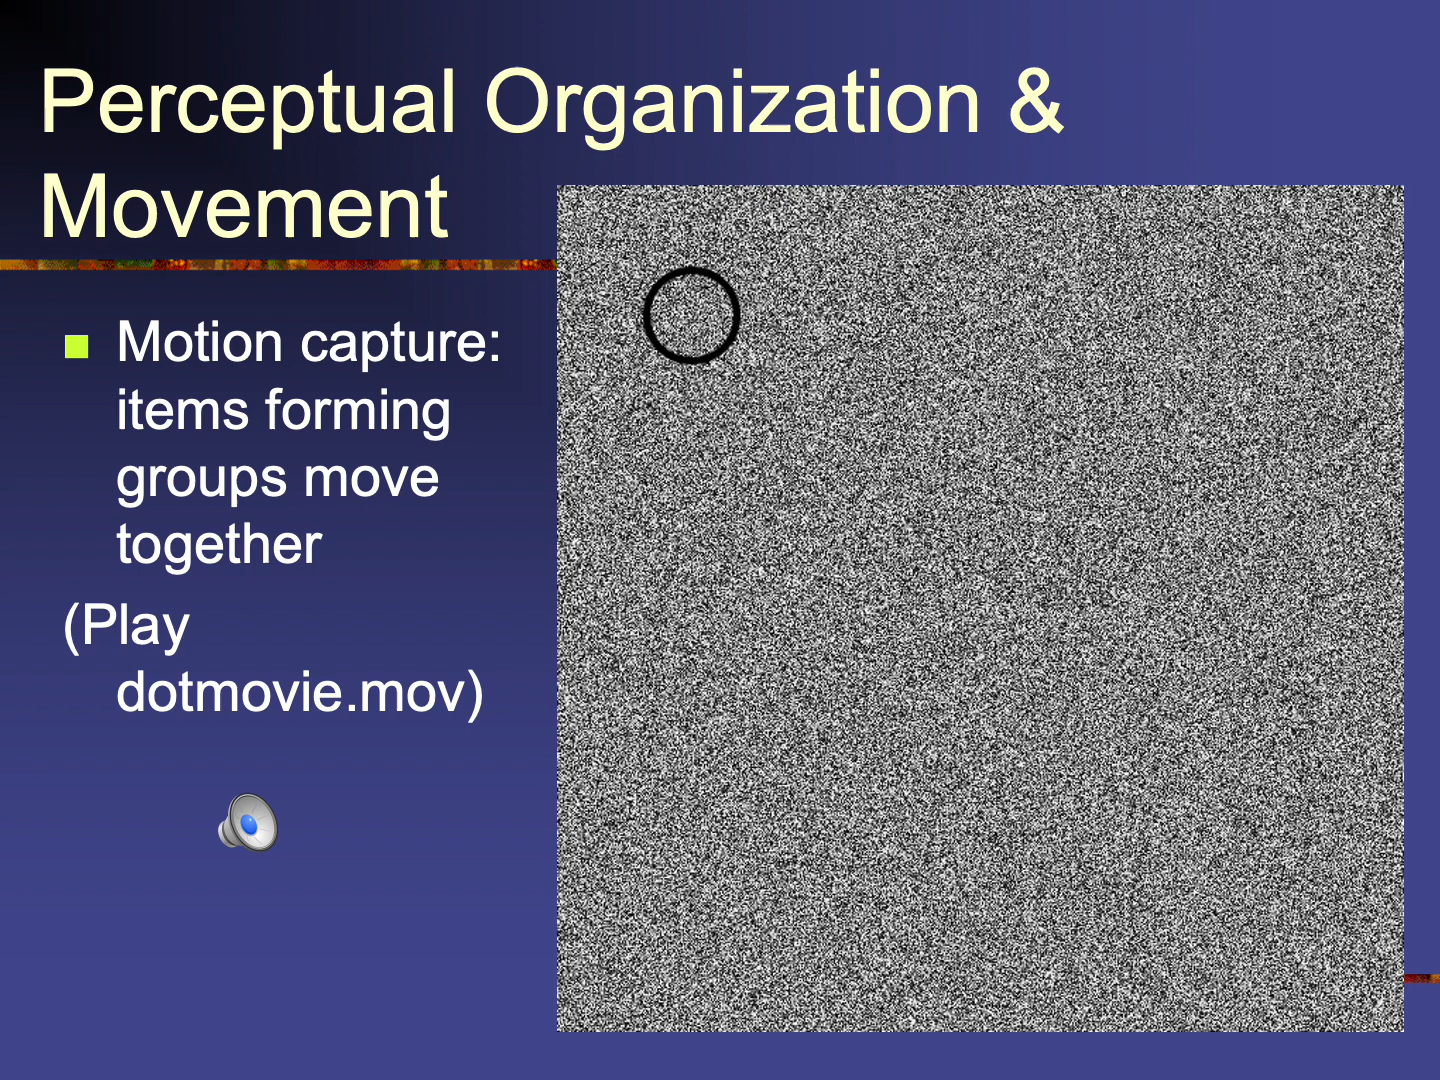 Perceptual Organization &
Movement
Motion capture:
items forming
groups move
together
(Play
dotmovie.mov)